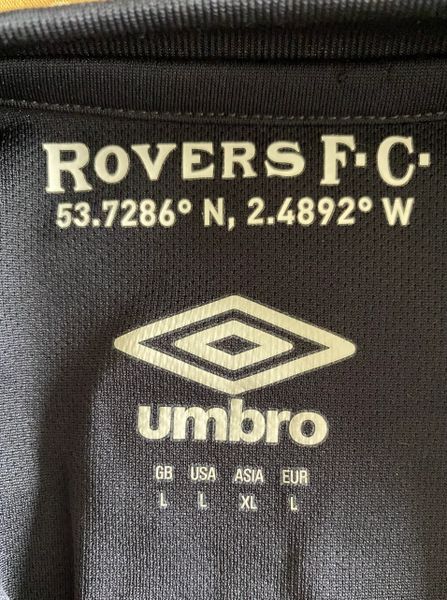 ROVERS F.C.
53.7286° N, 2.4892° W
umbro
GB USA ASIA EUR
L L XL L